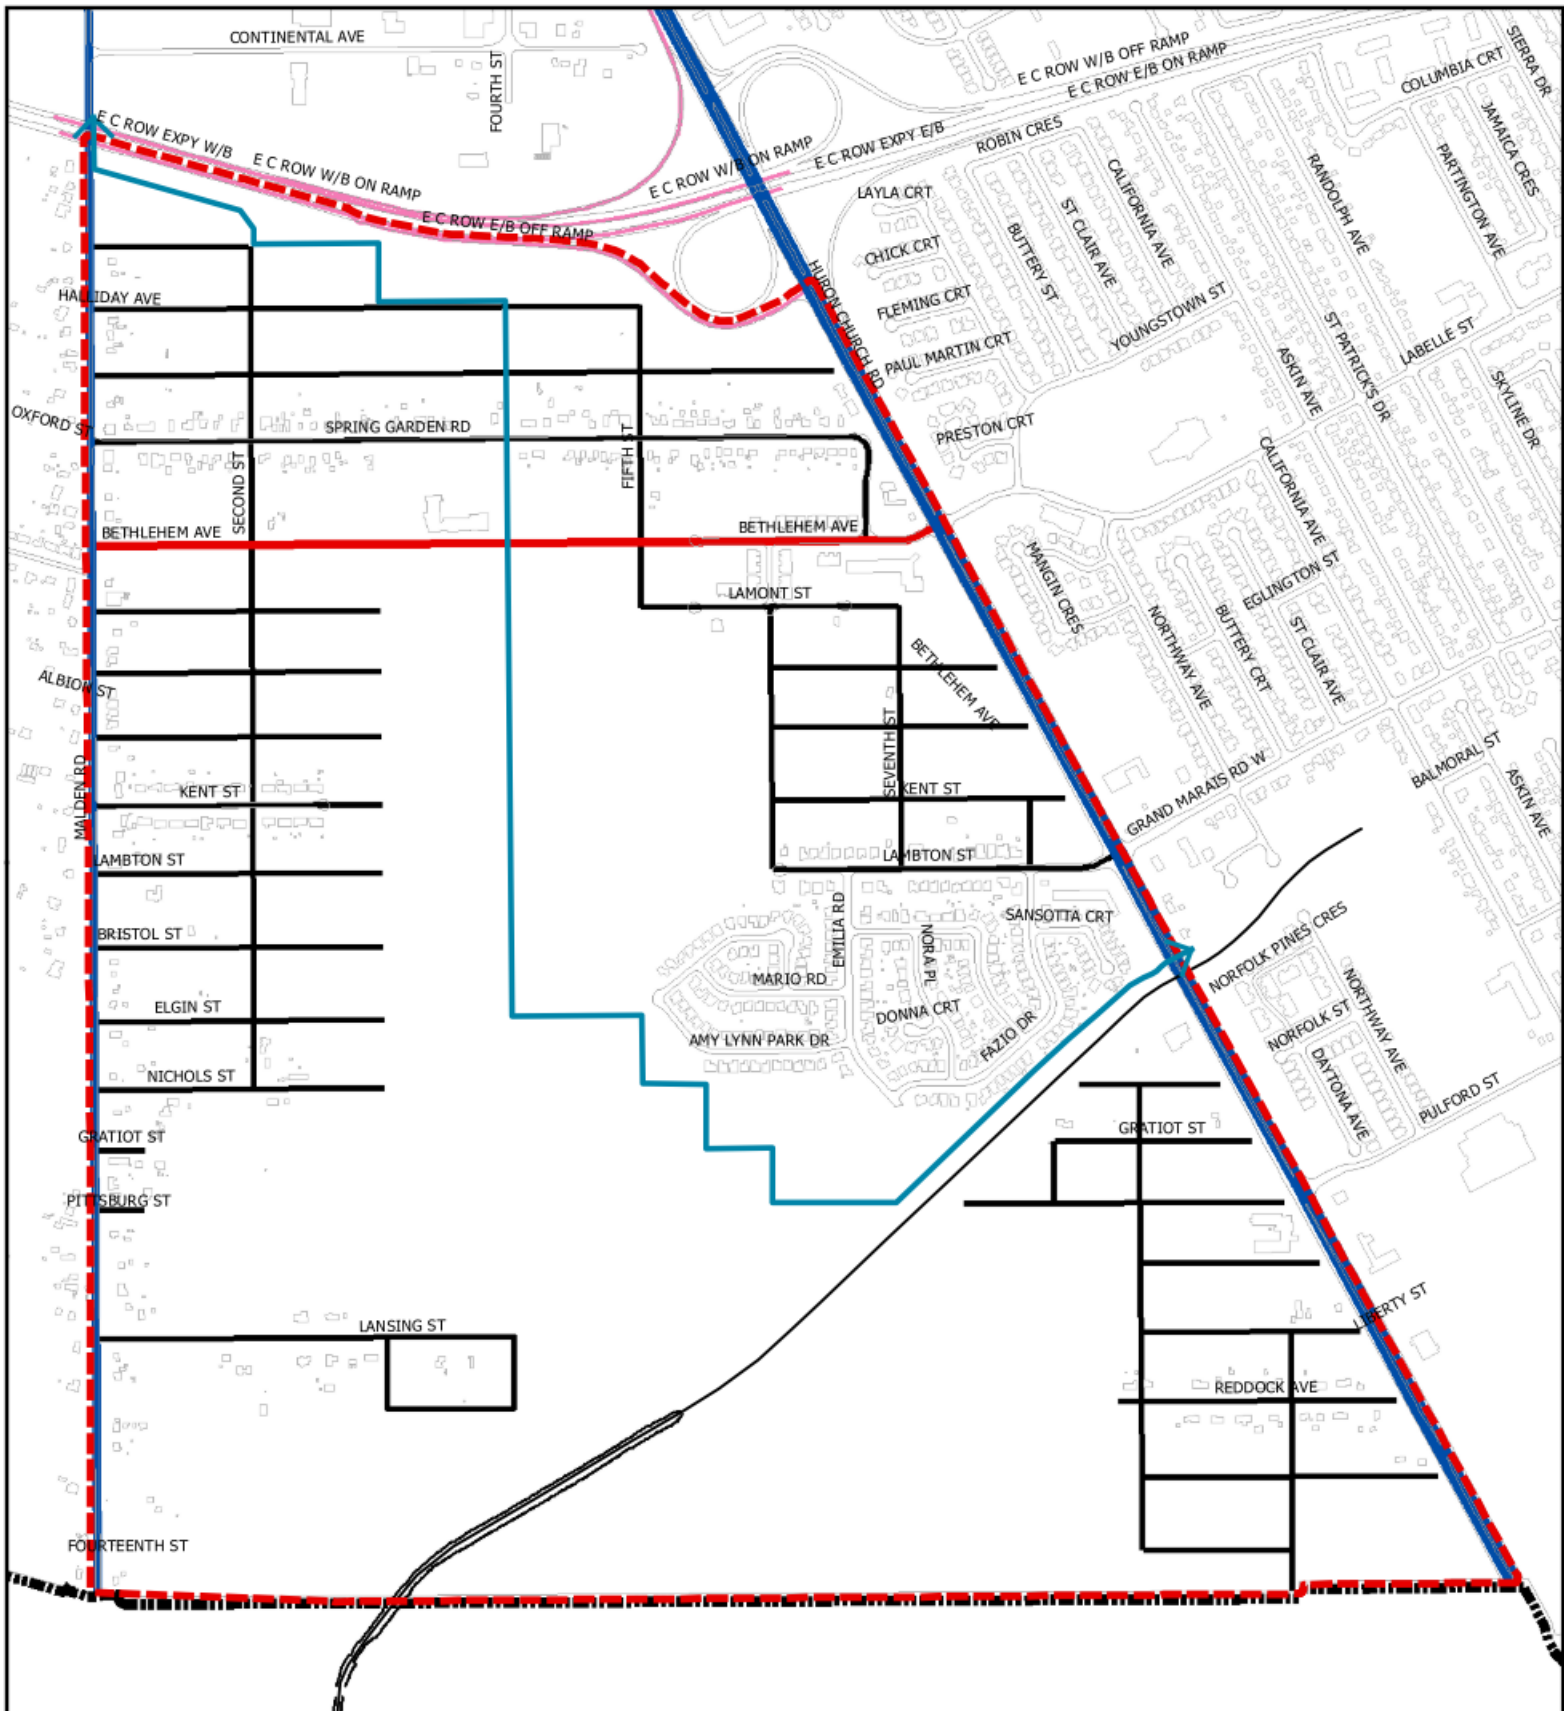 CONTINENTAL AVE
FOURTH ST
E C ROW W/B OFF RAMP
E C ROW E/B ON RAMP
SIERRA DR
COLUMBIA CRT
JAMAICA CRES
PARTINGTON AVE
E C ROW EXPY W/B
E C ROW W/B ON RAMP
E C ROW W/B ON RAMP
E C ROW EXPY E/B
ROBIN CRES
E C ROW E/B OFF RAMP
LAYLA CRT
CALIFORNIA AVE
RANDOLPH AVE
ST CLAIR AVE
BUTTERY ST
CHICK CRT
HALLIDAY AVE
HURON CHURCH RD
FLEMING CRT
YOUNGSTOWN ST
PAUL MARTIN CRT
ST PATRICK'S DR
LABELLE ST
ASKIN AVE
SKYLINE DR
OXFORD ST
SPRING GARDEN RD
FIFTH ST
SECOND ST
PRESTON CRT
CALIFORNIA AVE
BETHLEHEM AVE
BETHLEHEM AVE
MANGIN CRES
EGLINGTON ST
LAMONT ST
NORTHWAY AVE
BUTTERY CRT
ST CLAIR AVE
BETHLEHEM AVE
ALBION ST
SEVENTH ST
MALDEN RD
KENT ST
KENT ST
GRAND MARAIS RD W
BALMORAL ST
ASKIN AVE
LAMBTON ST
LAMBTON ST
BRISTOL ST
EMILIA RD
NORA PL
SANSOTTA CRT
NORFOLK PINES CRES
MARIO RD
ELGIN ST
DONNA CRT
FAZIO DR
AMY LYNN PARK DR
NORFOLK ST
NORTHWAY AVE
DAYTONA AVE
PULFORD ST
NICHOLS ST
GRATIOT ST
GRATIOT ST
PITTSBURG ST
LANSING ST
LIBERTY ST
REDDOCK AVE
FOURTEENTH ST